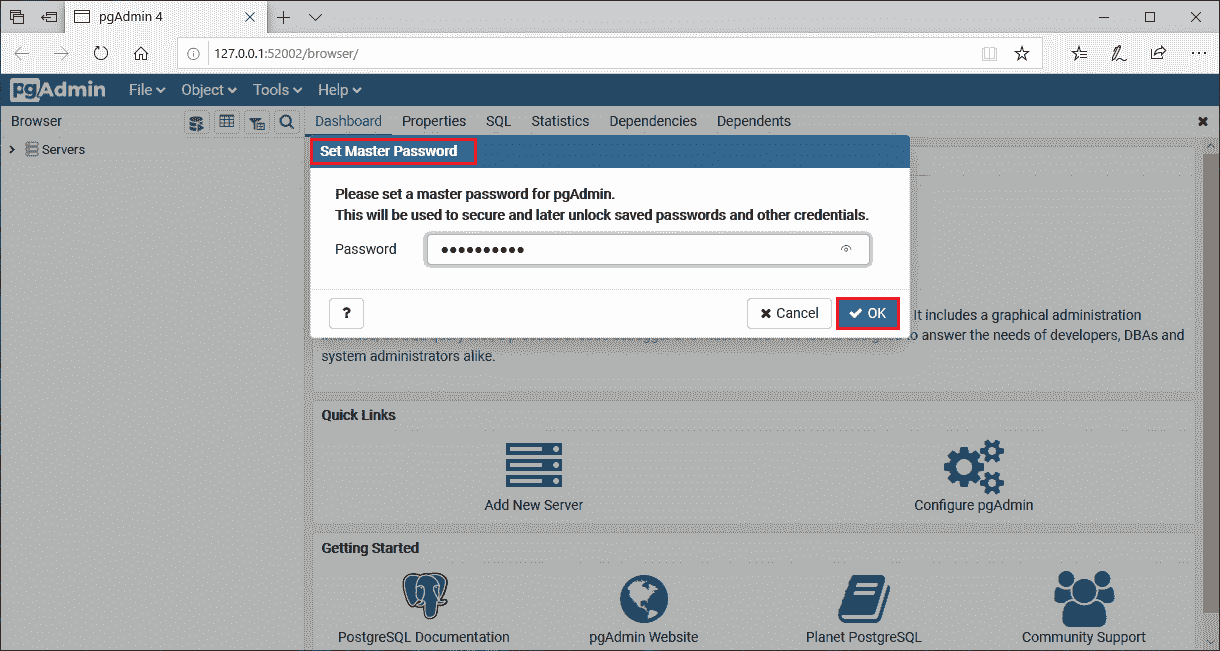 pgAdmin 4
127.0.0.1:52002/browser/
pgAdmin
File Object Tools Help
Browser
Dashboard Properties SQL Statistics Dependencies Dependents
Servers
Set Master Password
Please set a master password for pgAdmin.
This will be used to secure and later unlock saved passwords and other credentials.
Password
?
Cancel
OK
It includes a graphical administration
to answer the needs of developers, DBAs and
system administrators alike.
Quick Links
Add New Server
Configure pgAdmin
Getting Started
PostgreSQL Documentation
pgAdmin Website
Planet PostgreSQL
Community Support